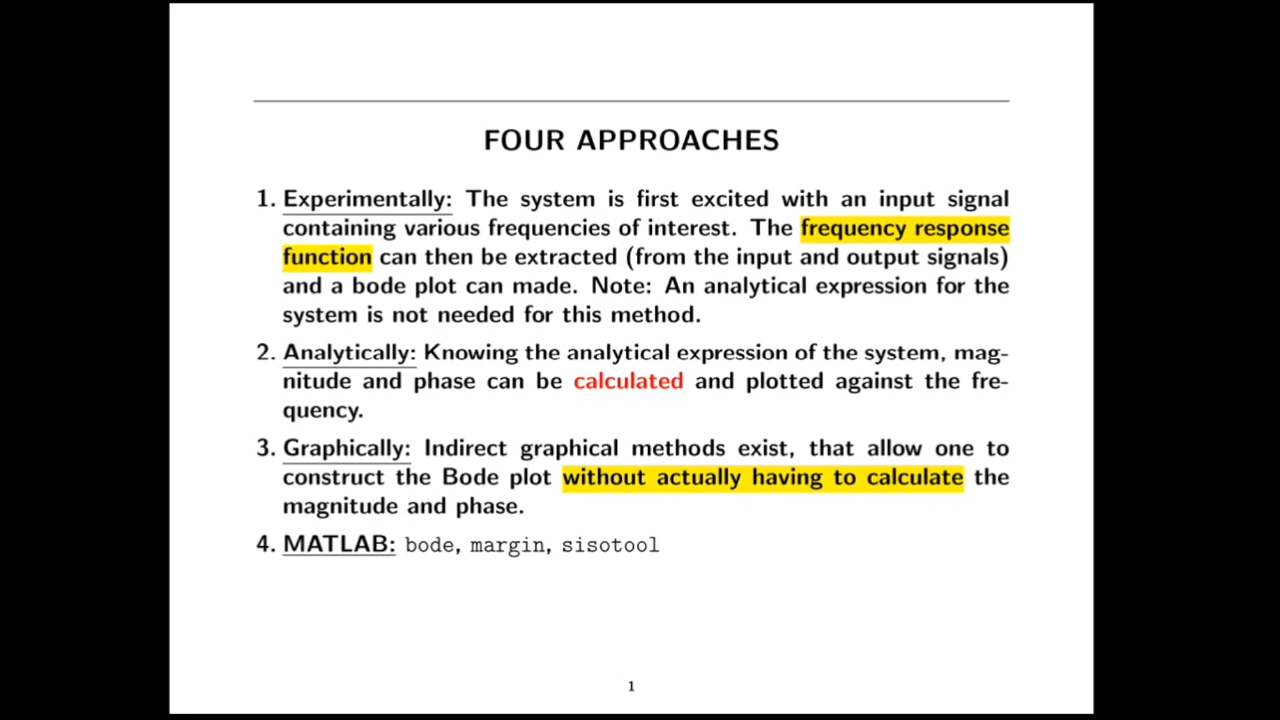 FOUR APPROACHES
1. Experimentally: The system is first excited with an input signal
containing various frequencies of interest. The frequency response
function can then be extracted (from the input and output signals)
and a bode plot can made. Note: An analytical expression for the
system is not needed for this method.
2. Analytically: Knowing the analytical expression of the system, mag-
nitude and phase can be calculated and plotted against the fre-
quency.
3. Graphically: Indirect graphical methods exist, that allow one to
construct the Bode plot without actually having to calculate the
magnitude and phase.
4. MATLAB: bode, margin, sisotool
1